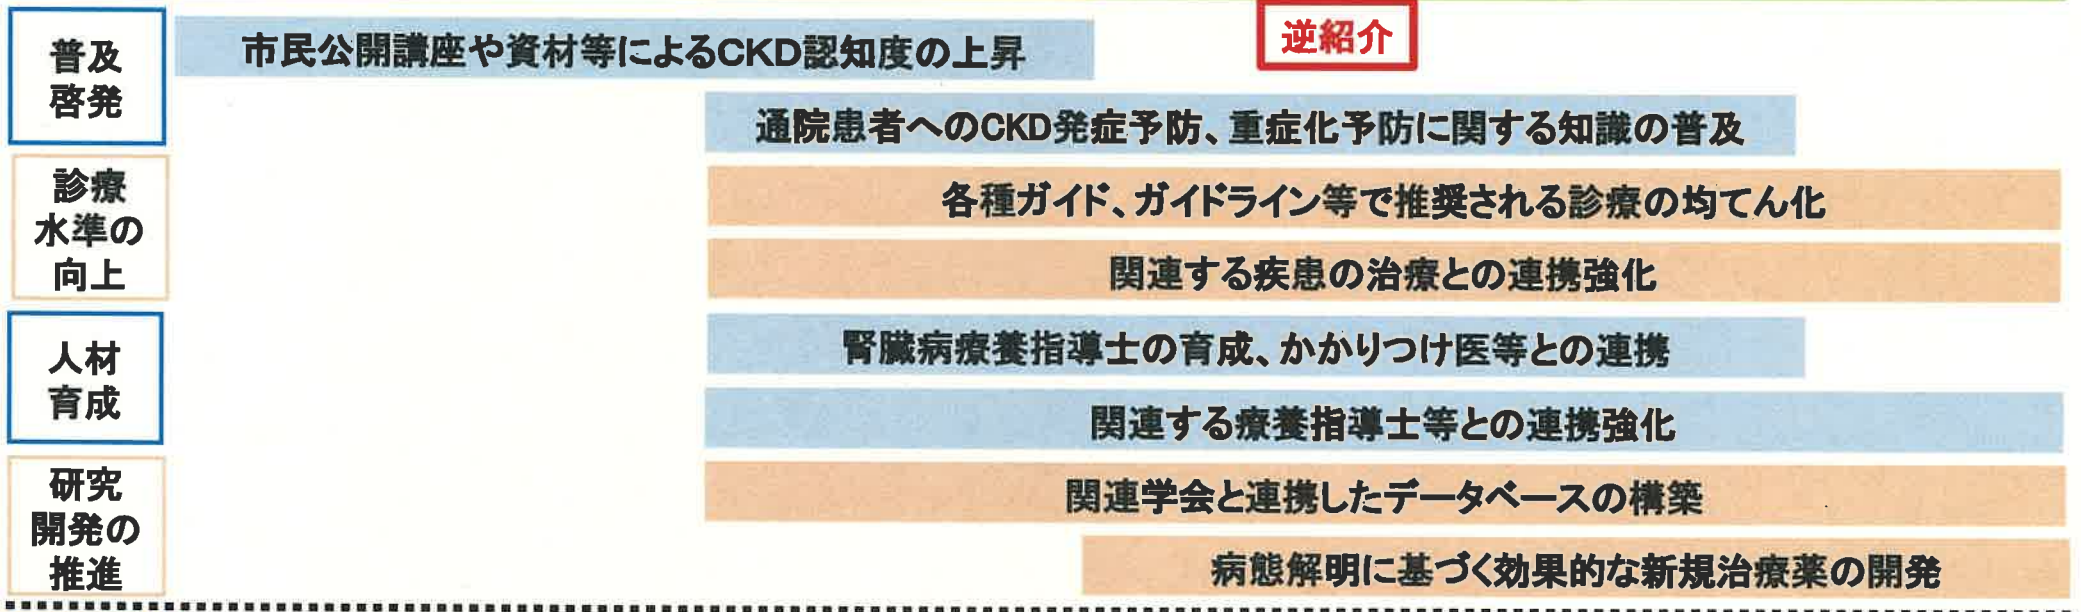 普及
啓発
市民公開講座や資材等によるCKD認知度の上昇
逆紹介
通院患者へのCKD発症予防、重症化予防に関する知識の普及
診療
水準の
向上
各種ガイド、ガイドライン等で推奨される診療の均てん化
関連する疾患の治療との連携強化
人材
育成
腎臓病療養指導士の育成、かかりつけ医等との連携
関連する療養指導士等との連携強化
研究
開発の
推進
関連学会と連携したデータベースの構築
病態解明に基づく効果的な新規治療薬の開発